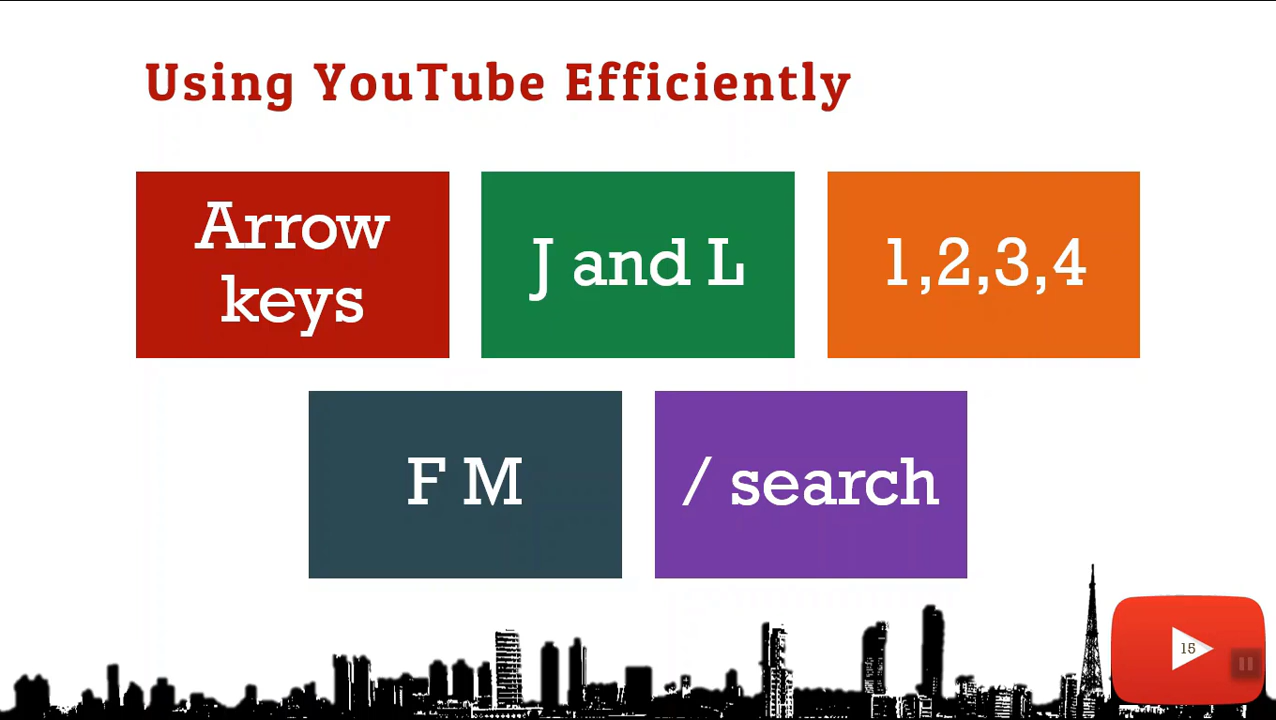 Using YouTube Efficiently
Arrow
keys
J and L
1,2,3,4
F M
/ search
15